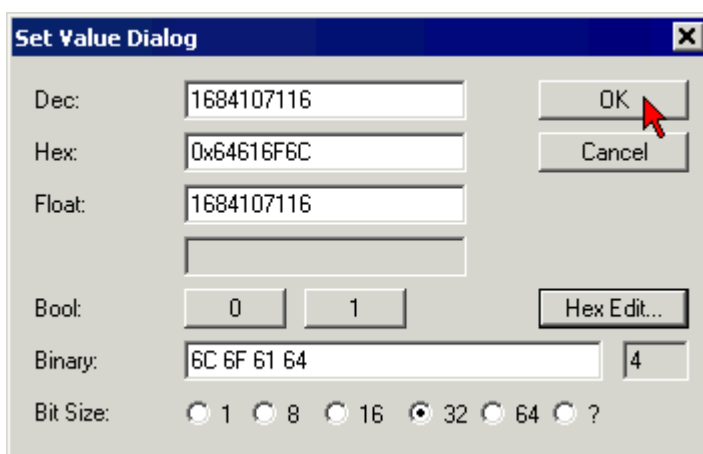 Set Value Dialog
Dec: 1684107116 OK
Hex: 0x64616F6C Cancel
Float: 1684107116
Bool: 0 1 Hex Edit...
Binary: 6C 6F 61 64 4
Bit Size: 1 8 16 32 64 ?